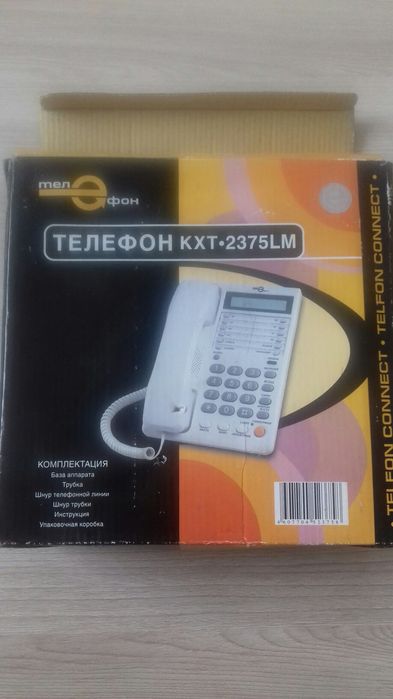 тел
фон
ТЕЛЕФОН KXT•2375LM
КОМПЛЕКТАЦИЯ
База аппарата
Трубка
Шнур телефонной линии
Шнур трубки
Инструкция
Упаковочная коробка
• TELFON CONNECT • TELFON CONNECT •